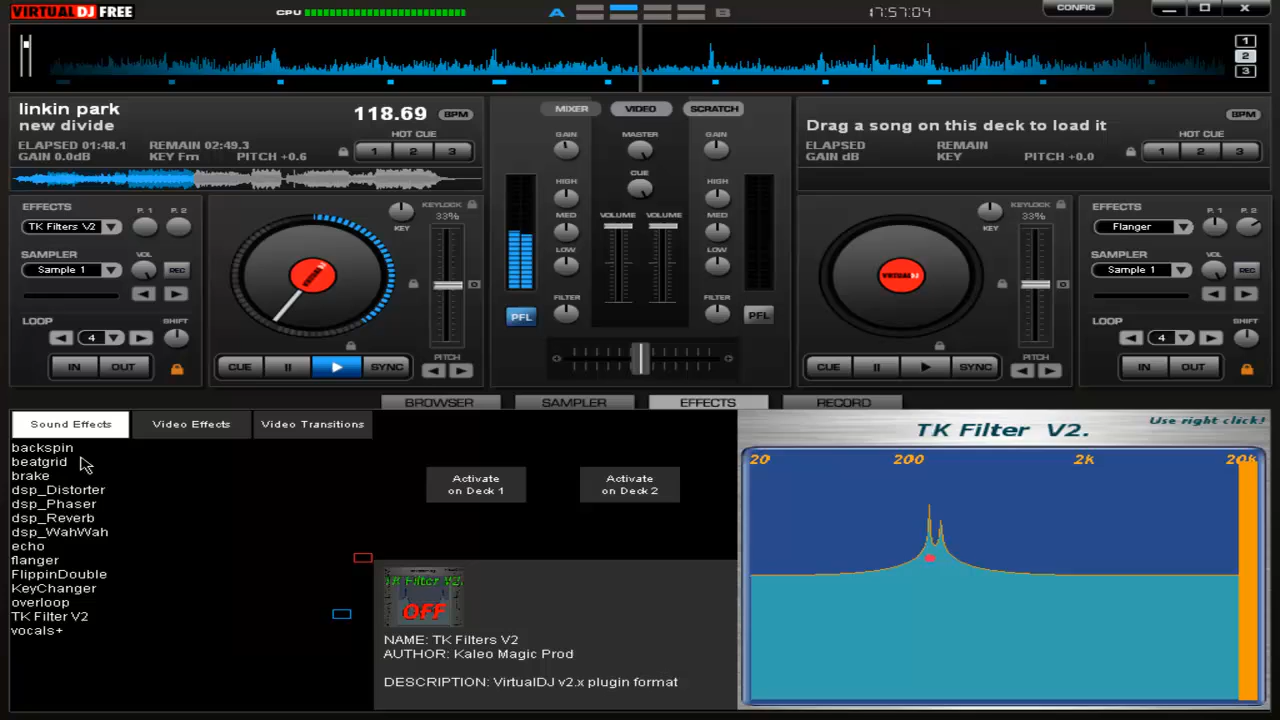 VIRTUAL DJ FREE
CPU
A
B
17:57:04
CONFIG
1
2
3
linkin park
new divide
118.69 BPM
ELAPSED 01:48.1 REMAIN 02:49.3
GAIN 0.0dB KEY Fm PITCH +0.6
HOT CUE
1 2 3
MIXER VIDEO SCRATCH
GAIN MASTER GAIN
HIGH CUE HIGH
MED VOLUME VOLUME MED
LOW LOW
FILTER FILTER
PFL PFL
Drag a song on this deck to load it
BPM
ELAPSED REMAIN
GAIN dB KEY PITCH +0.0
HOT CUE
1 2 3
EFFECTS P. 1 P. 2
TK Filters V2
SAMPLER VOL
Sample 1 REC
LOOP SHIFT
4
IN OUT
KEYLOCK
33%
KEY
PITCH
CUE SYNC
VIRTUAL DJ
KEYLOCK
33%
KEY
PITCH
CUE SYNC
EFFECTS P. 1 P. 2
Flanger
SAMPLER VOL
Sample 1 REC
LOOP SHIFT
4
IN OUT
BROWSER SAMPLER EFFECTS RECORD
Sound Effects Video Effects Video Transitions
backspin
beatgrid
brake
dsp_Distorter
dsp_Phaser
dsp_Reverb
dsp_WahWah
echo
flanger
FlippinDouble
KeyChanger
overloop
TK Filter V2
vocals+
Activate
on Deck 1
Activate
on Deck 2
TK Filter V2.
OFF
NAME: TK Filters V2
AUTHOR: Kaleo Magic Prod
DESCRIPTION: VirtualDJ v2.x plugin format
TK Filter V2.
Use right click!
20 200 2k 20k